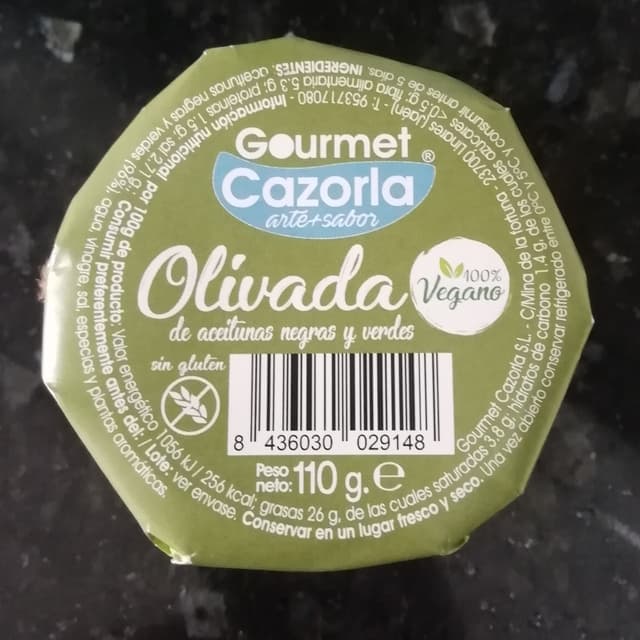 Gourmet
Cazorla ®
arte+sabor
Olivada
100%
Vegano
de aceitunas negras y verdes
sin gluten
8 436030 029148
Peso
neto: 110 g. e
INGREDIENTES: aceitunas negras y verdes (96%), agua, vinagre, sal, especias y plantas aromáticas.
Información nutricional por 100g de producto: Valor energético 1056 kJ / 256 kcal; grasas 26 g, de las cuales saturadas 3.8 g; hidratos de carbono 1.4 g, de los cuales azúcares <0.5 g; fibra alimentaria 5.3 g; proteínas 1.5 g; sal 2.71 g.
Consumir preferentemente antes del: / Lote: ver envase. Conservar en un lugar fresco y seco. Una vez abierto conservar refrigerado entre 0ºC y 5ºC y consumir antes de 5 días.
Gourmet Cazorla S.L. - C/Mina de la Fortuna - 23700 Linares (Jaén) - T: 953717080 -